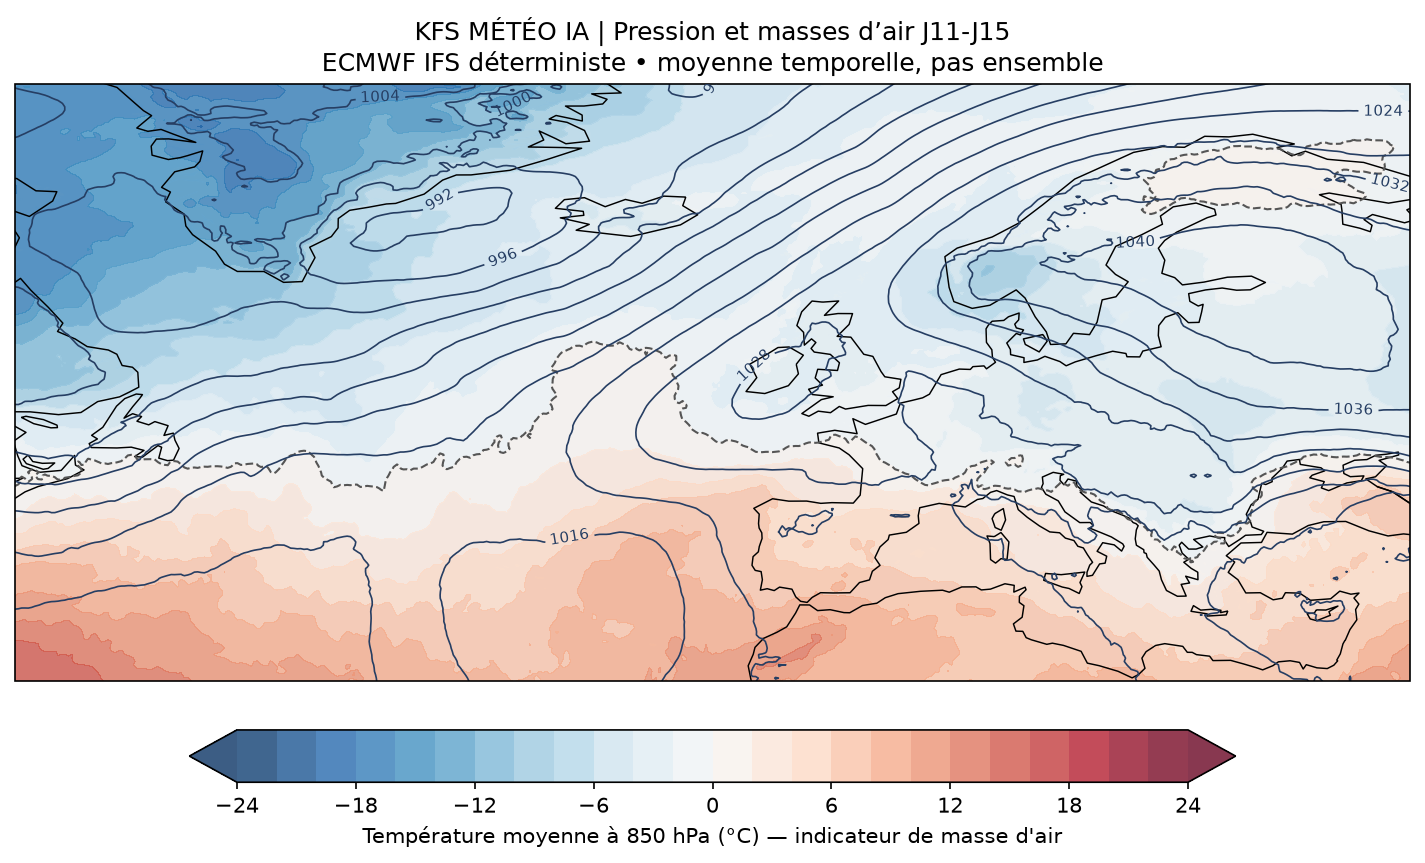 KFS MÉTÉO IA | Pression et masses d’air J11-J15
ECMWF IFS déterministe • moyenne temporelle, pas ensemble
1004
1000
9
1024
992
1032
996
1040
1028
1036
1016
−24 −18 −12 −6 0 6 12 18 24
Température moyenne à 850 hPa (°C) — indicateur de masse d'air